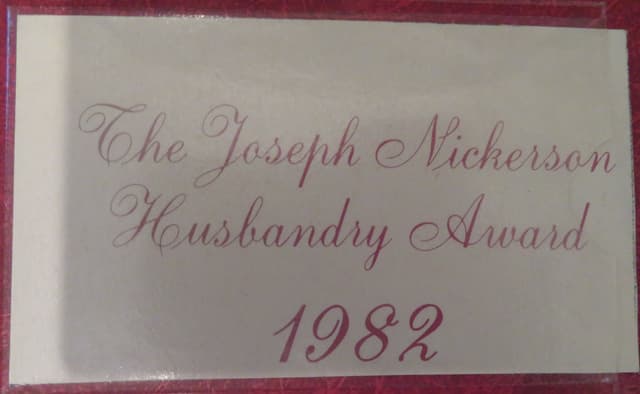 The Joseph Nickerson
Husbandry Award
1982